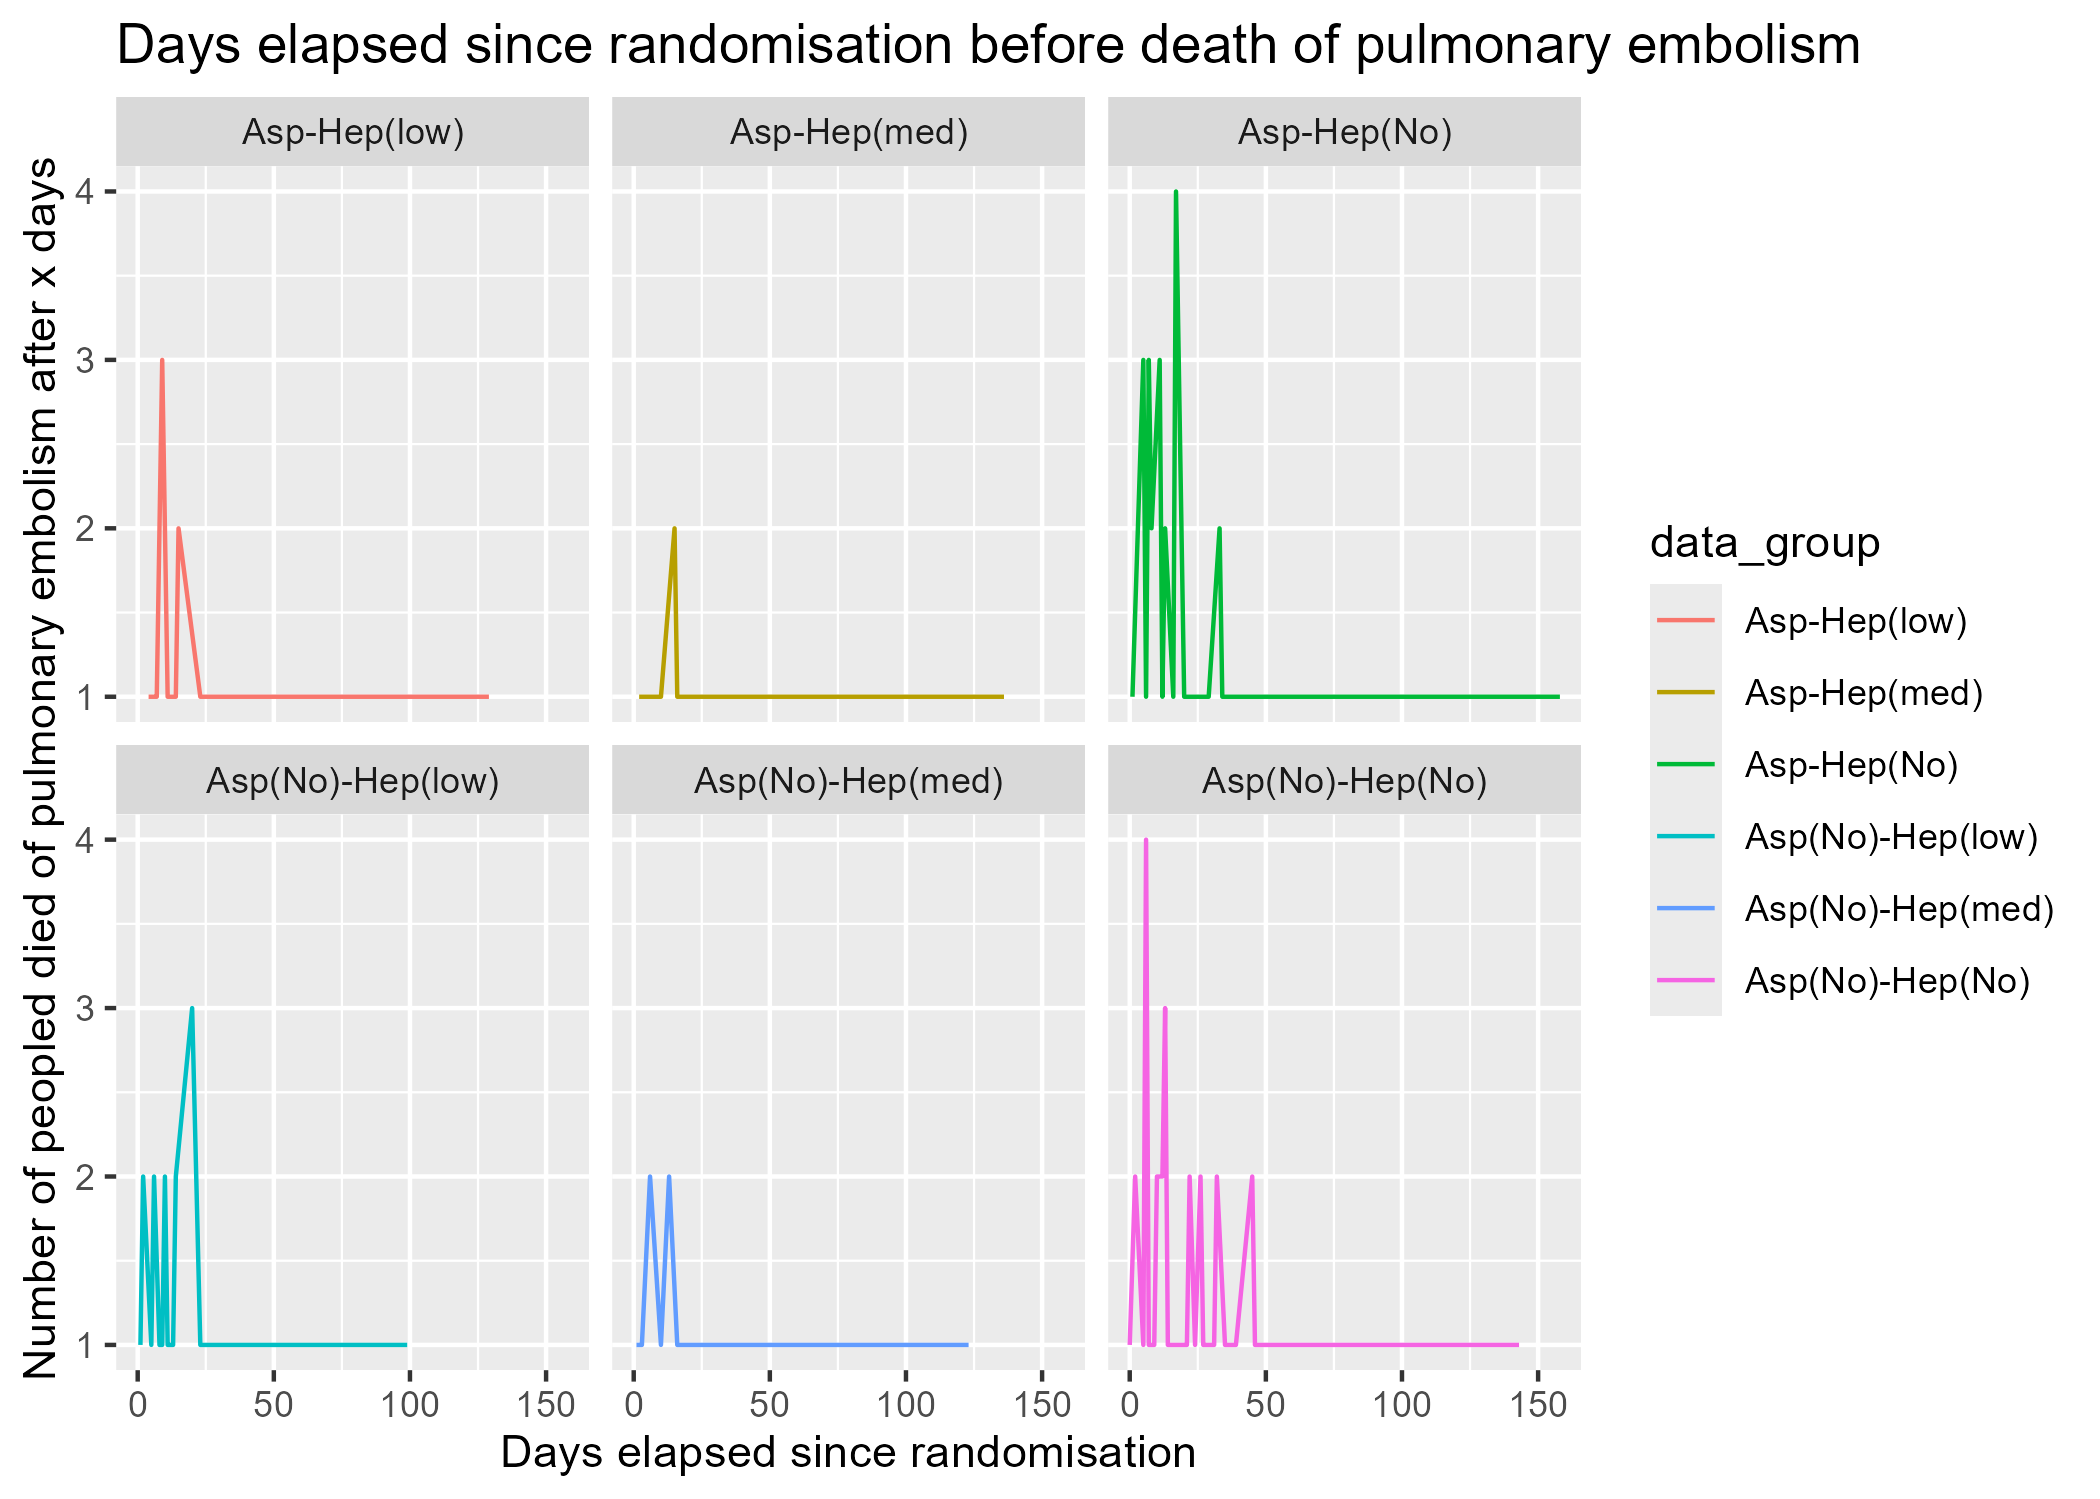 Days elapsed since randomisation before death of pulmonary embolism
Number of peopled died of pulmonary embolism after x days
Asp-Hep(low)
Asp-Hep(med)
Asp-Hep(No)
4
3
2
1
Asp(No)-Hep(low)
Asp(No)-Hep(med)
Asp(No)-Hep(No)
4
3
2
1
0 50 100 150
0 50 100 150
0 50 100 150
Days elapsed since randomisation
data_group
Asp-Hep(low)
Asp-Hep(med)
Asp-Hep(No)
Asp(No)-Hep(low)
Asp(No)-Hep(med)
Asp(No)-Hep(No)